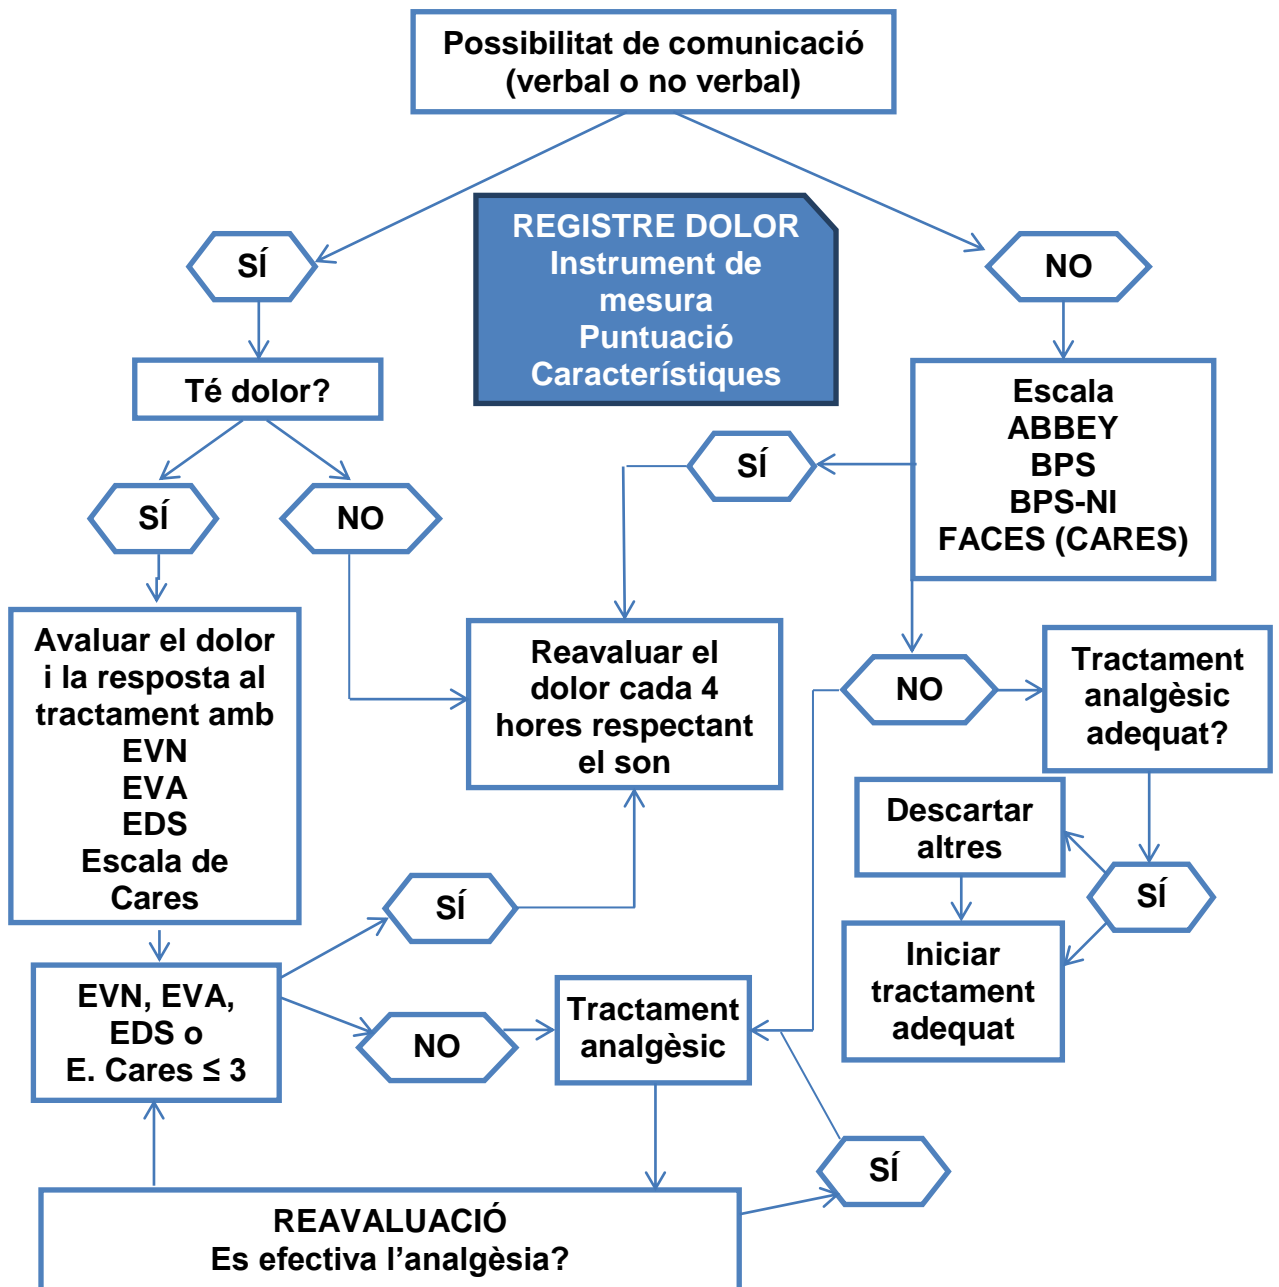 Possibilitat de comunicació
(verbal o no verbal)
REGISTRE DOLOR
Instrument de
mesura
Puntuació
Característiques
SÍ
NO
Té dolor?
Escala
ABBEY
BPS
BPS-NI
FACES (CARES)
SÍ
SÍ
NO
Avaluar el dolor
i la resposta al
tractament amb
EVN
EVA
EDS
Escala de
Cares
Reavaluar el
dolor cada 4
hores respectant
el son
NO
Tractament
analgèsic
adequat?
Descartar
altres
SÍ
SÍ
Iniciar
tractament
adequat
EVN, EVA,
EDS o
E. Cares ≤ 3
NO
Tractament
analgèsic
SÍ
REAVALUACIÓ
Es efectiva l’analgèsia?